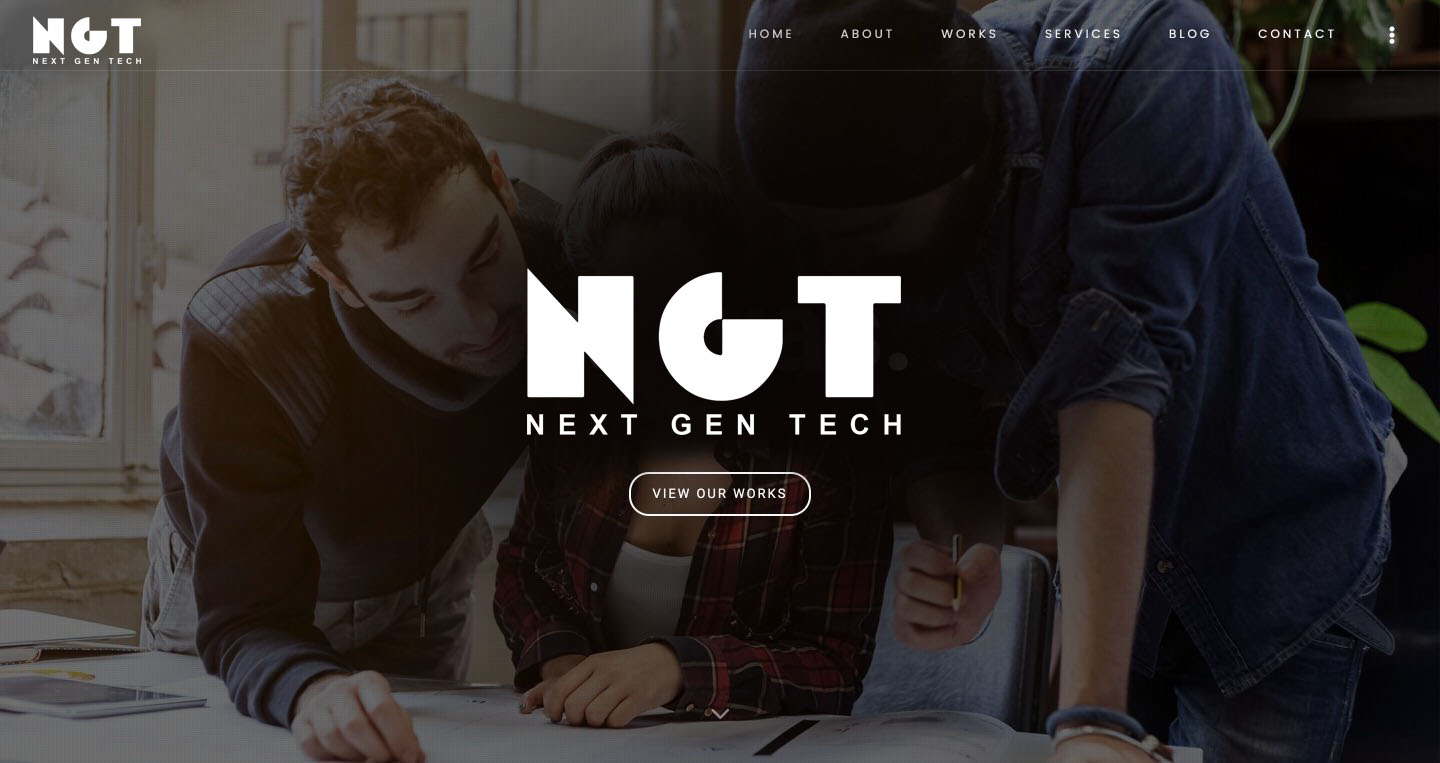 NGT
NEXT GEN TECH
HOME ABOUT WORKS SERVICES BLOG CONTACT
NGT
NEXT GEN TECH
VIEW OUR WORKS